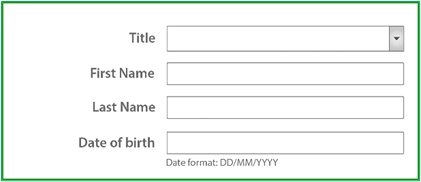 Title
First Name
Last Name
Date of birth
Date format: DD/MM/YYYY